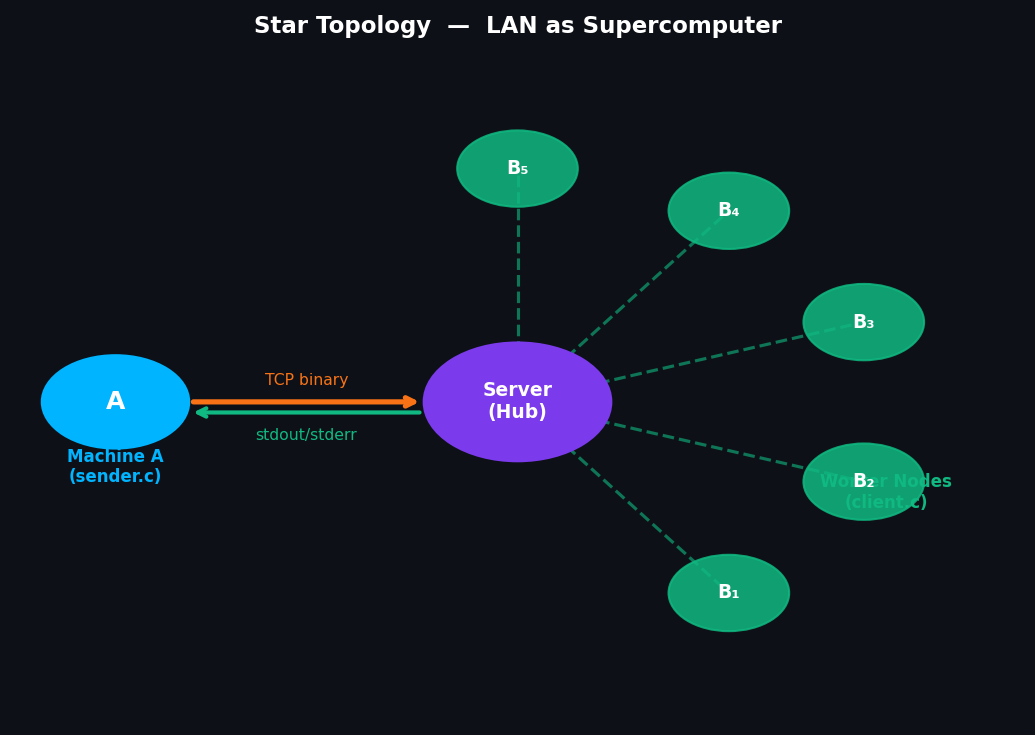 Star Topology — LAN as Supercomputer
B₅
B₄
B₃
TCP binary
A
Server
(Hub)
stdout/stderr
Machine A
(sender.c)
B₂
Worker Nodes
(client.c)
B₁